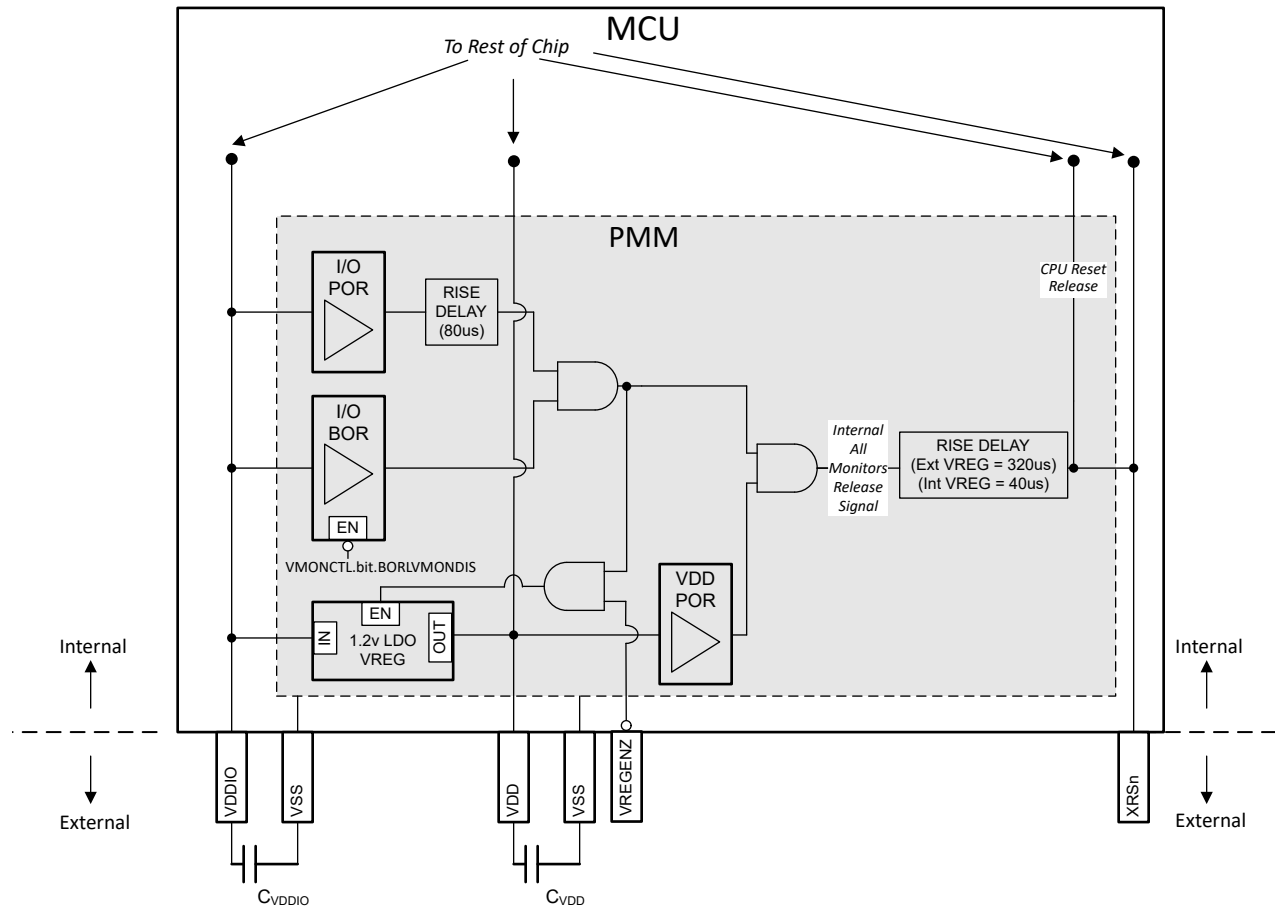 MCU
To Rest of Chip
PMM
I/O
POR
RISE
DELAY
(80us)
CPU Reset
Release
I/O
BOR
EN
VMONCTL.bit.BORLVMONDIS
Internal
All
Monitors
Release
Signal
RISE DELAY
(Ext VREG = 320us)
(Int VREG = 40us)
EN
IN
1.2v LDO
VREG
OUT
VDD
POR
Internal
External
Internal
External
VDDIO
VSS
VDD
VSS
VREGENZ
XRSn
CVDDIO
CVDD